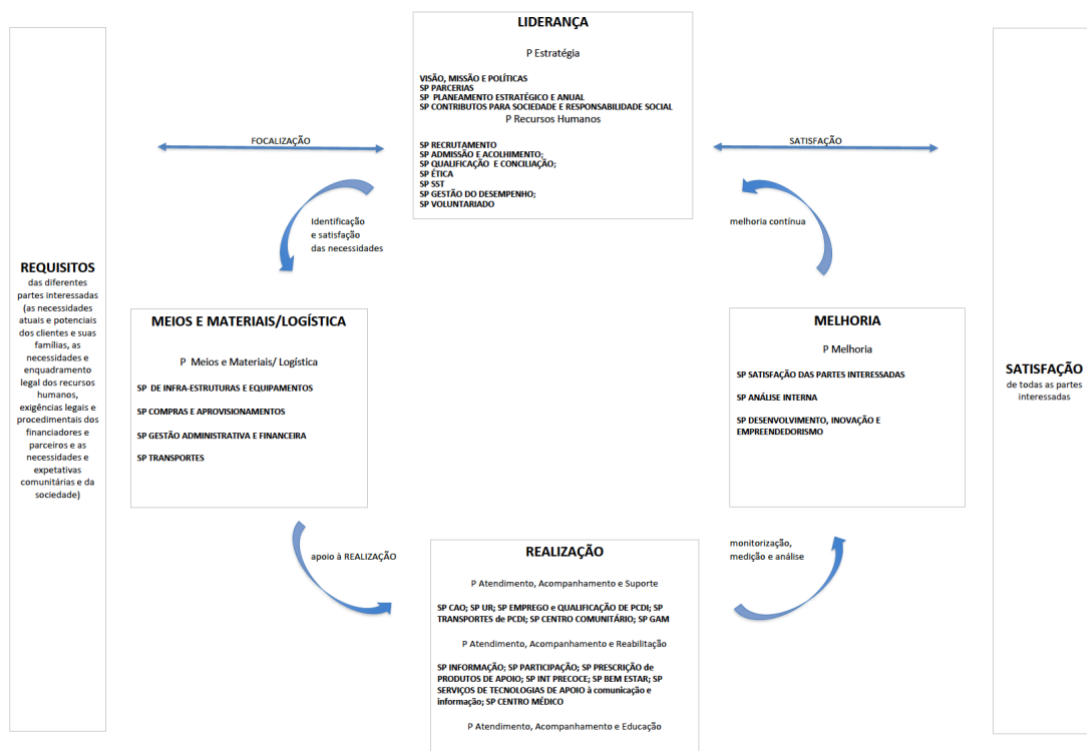 LIDERANÇA
P Estratégia
VISÃO, MISSÃO E POLÍTICAS
SP PARCERIAS
SP PLANEAMENTO ESTRATÉGICO E ANUAL
SP CONTRIBUTOS PARA SOCIEDADE E RESPONSABILIDADE SOCIAL
P Recursos Humanos
SP RECRUTAMENTO
SP ADMISSÃO E ACOLHIMENTO;
SP QUALIFICAÇÃO E CONCILIAÇÃO;
SP ÉTICA
SP SST
SP GESTÃO DO DESEMPENHO;
SP VOLUNTARIADO
FOCALIZAÇÃO
SATISFAÇÃO
Identificação
e satisfação
das necessidades
melhoria contínua
REQUISITOS
das diferentes
partes interessadas
(as necessidades
atuais e potenciais
dos clientes e suas
famílias, as
necessidades e
enquadramento
legal dos recursos
humanos,
exigências legais e
procedimentais dos
financiadores e
parceiros e as
necessidades e
expetativas
comunitárias e da
sociedade)
MEIOS E MATERIAIS/LOGÍSTICA
P Meios e Materiais/ Logística
SP DE INFRA-ESTRUTURAS E EQUIPAMENTOS
SP COMPRAS E APROVISIONAMENTOS
SP GESTÃO ADMINISTRATIVA E FINANCEIRA
SP TRANSPORTES
MELHORIA
P Melhoria
SP SATISFAÇÃO DAS PARTES INTERESSADAS
SP ANÁLISE INTERNA
SP DESENVOLVIMENTO, INOVAÇÃO E
EMPREENDEDORISMO
SATISFAÇÃO
de todas as partes
interessadas
apoio à REALIZAÇÃO
monitorização,
medição e análise
REALIZAÇÃO
P Atendimento, Acompanhamento e Suporte
SP CAO; SP UR; SP EMPREGO e QUALIFICAÇÃO DE PCDI; SP
TRANSPORTES de PCDI; SP CENTRO COMUNITÁRIO; SP GAM
P Atendimento, Acompanhamento e Reabilitação
SP INFORMAÇÃO; SP PARTICIPAÇÃO; SP PRESCRIÇÃO de
PRODUTOS DE APOIO; SP INT PRECOCE; SP BEM ESTAR; SP
SERVIÇOS DE TECNOLOGIAS DE APOIO à comunicação e
informação; SP CENTRO MÉDICO
P Atendimento, Acompanhamento e Educação